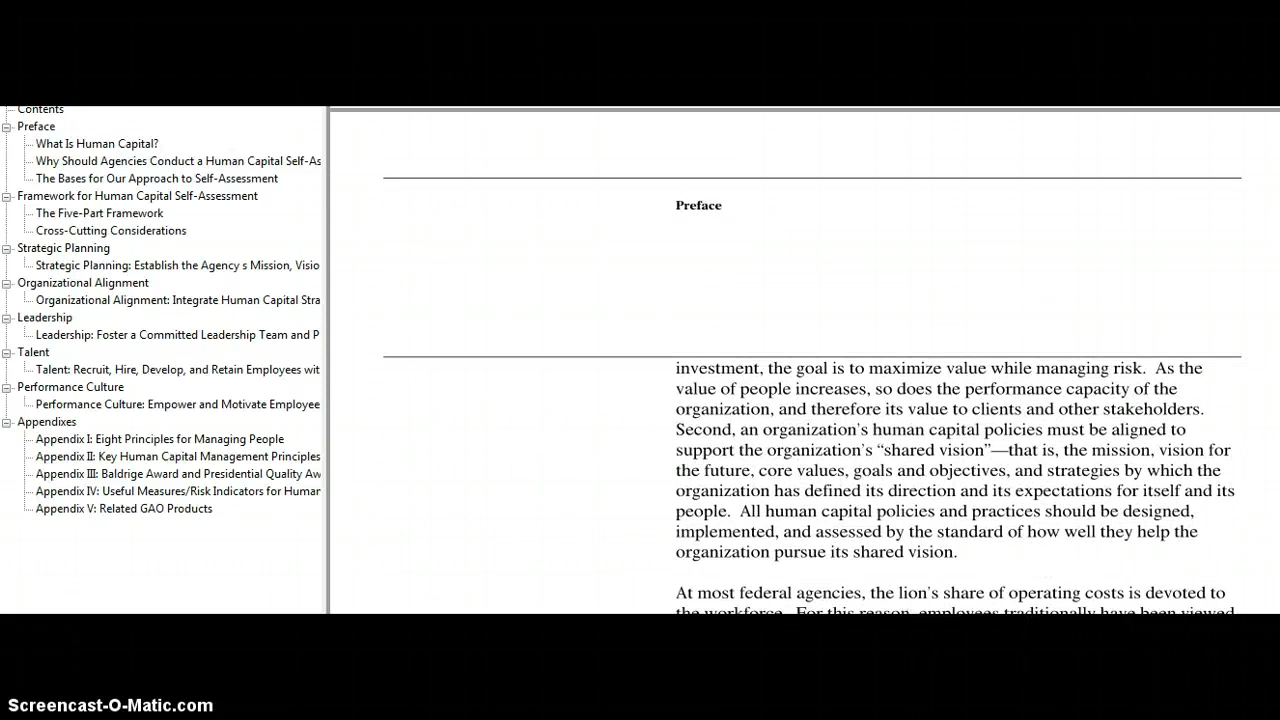 Contents
Preface
What Is Human Capital?
Why Should Agencies Conduct a Human Capital Self-As
The Bases for Our Approach to Self-Assessment
Framework for Human Capital Self-Assessment
The Five-Part Framework
Cross-Cutting Considerations
Strategic Planning
Strategic Planning: Establish the Agency s Mission, Visio
Organizational Alignment
Organizational Alignment: Integrate Human Capital Stra
Leadership
Leadership: Foster a Committed Leadership Team and P
Talent
Talent: Recruit, Hire, Develop, and Retain Employees wit
Performance Culture
Performance Culture: Empower and Motivate Employee
Appendixes
Appendix I: Eight Principles for Managing People
Appendix II: Key Human Capital Management Principles
Appendix III: Baldrige Award and Presidential Quality Aw
Appendix IV: Useful Measures/Risk Indicators for Human
Appendix V: Related GAO Products
Preface
investment, the goal is to maximize value while managing risk. As the
value of people increases, so does the performance capacity of the
organization, and therefore its value to clients and other stakeholders.
Second, an organization's human capital policies must be aligned to
support the organization's “shared vision”—that is, the mission, vision for
the future, core values, goals and objectives, and strategies by which the
organization has defined its direction and its expectations for itself and its
people. All human capital policies and practices should be designed,
implemented, and assessed by the standard of how well they help the
organization pursue its shared vision.
At most federal agencies, the lion's share of operating costs is devoted to
the workforce. For this reason, employees traditionally have been viewed
Screencast-O-Matic.com